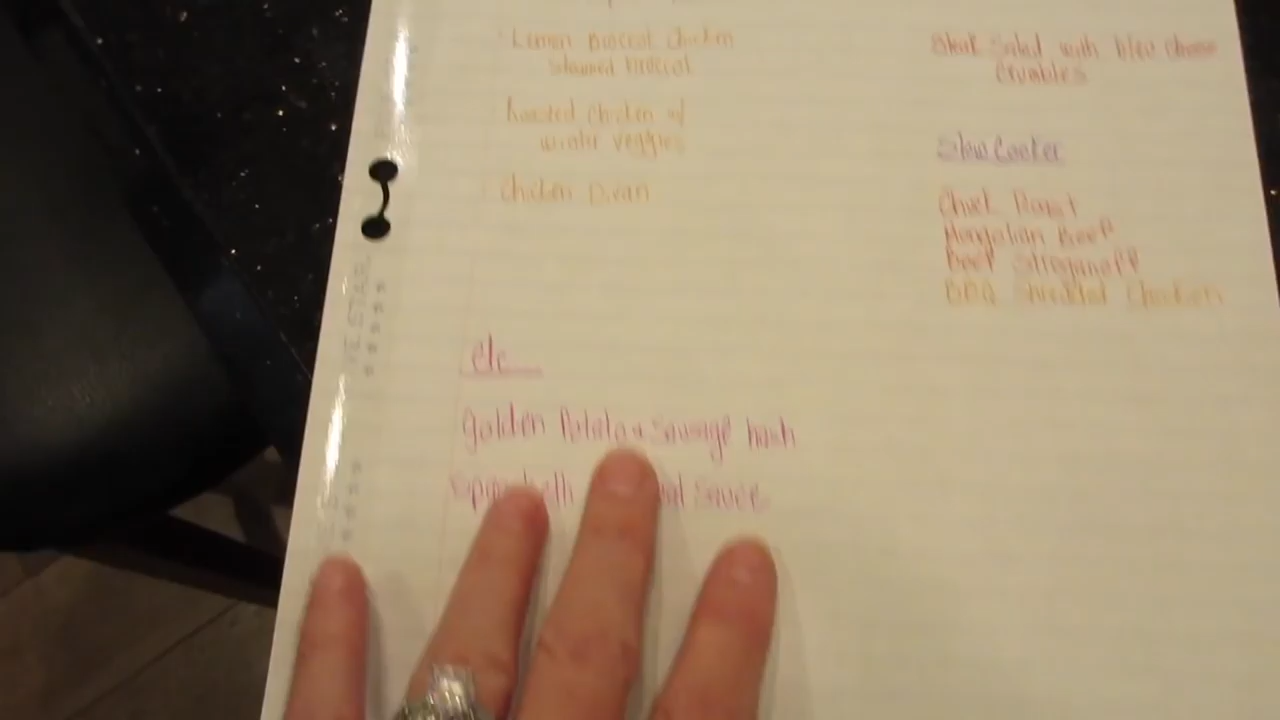 Lemon Broccoli Chicken
steamed broccoli
Roasted Chicken w/
winter veggies
Chicken Divan
etc
Golden Potato + Sausage hash
Sauce
Steak Salad with bleu cheese
Slow Cooker
Chuck Roast
Mongolian Beef
Beef Stroganoff
BBQ Shredded Chicken